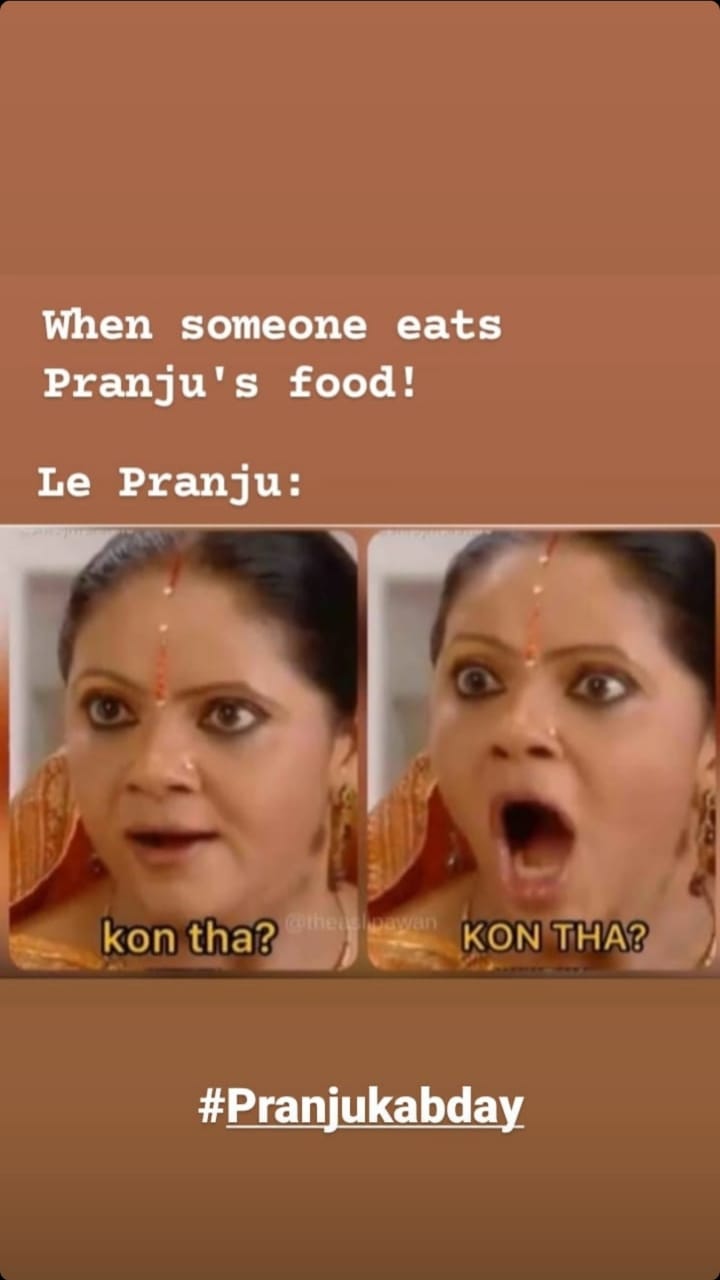 When someone eats
Pranju's food!
Le Pranju:
kon tha?
KON THA?
#Pranjukabday